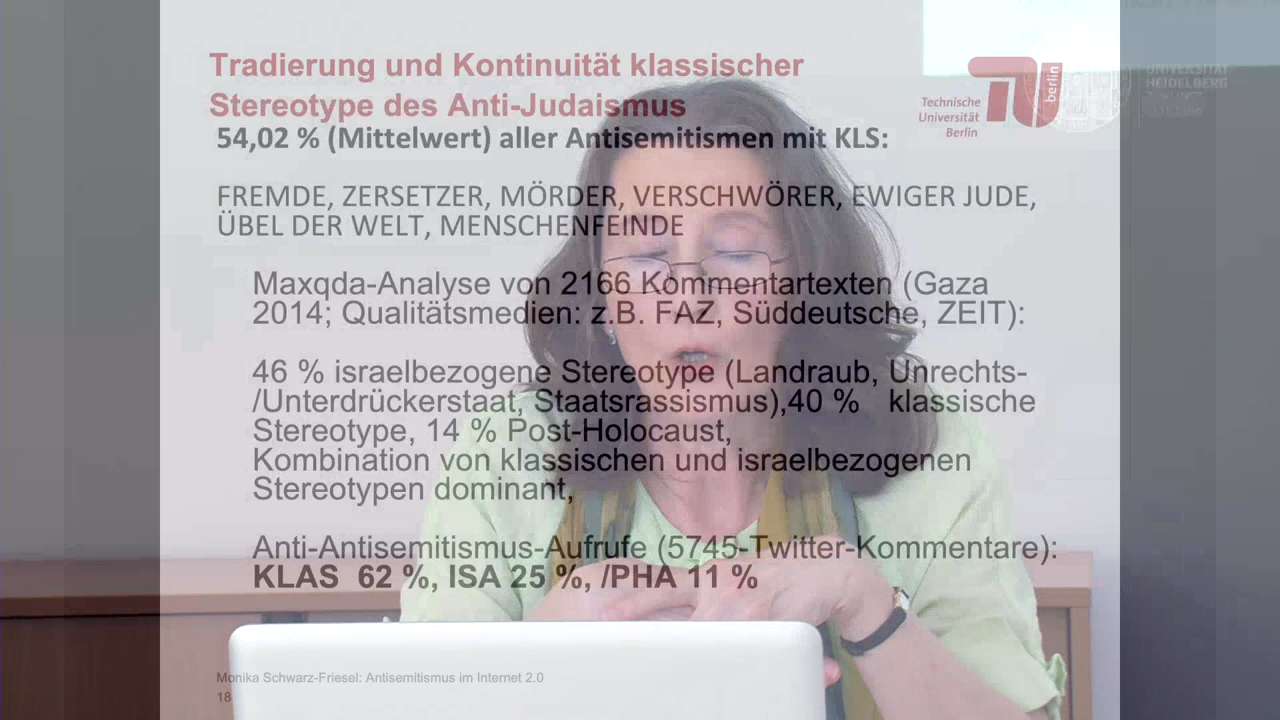 Tradierung und Kontinuität klassischer
Stereotype des Anti-Judaismus
54,02 % (Mittelwert) aller Antisemitismen mit KLS:
FREMDE, ZERSETZER, MÖRDER, VERSCHWÖRER, EWIGER JUDE,
ÜBEL DER WELT, MENSCHENFEINDE
Maxqda-Analyse von 2166 Kommentartexten (Gaza
2014; Qualitätsmedien: z.B. FAZ, Süddeutsche, ZEIT):
46 % israelbezogene Stereotype (Landraub, Unrechts-
/Unterdrückerstaat, Staatsrassismus),40 % klassische
Stereotype, 14 % Post-Holocaust,
Kombination von klassischen und israelbezogenen
Stereotypen dominant,
Anti-Antisemitismus-Aufrufe (5745-Twitter-Kommentare):
KLAS 62 %, ISA 25 %, /PHA 11 %
Monika Schwarz-Friesel: Antisemitismus im Internet 2.0
18
Technische
Universität
Berlin
berlin
UNIVERSITÄT
HEIDELBERG